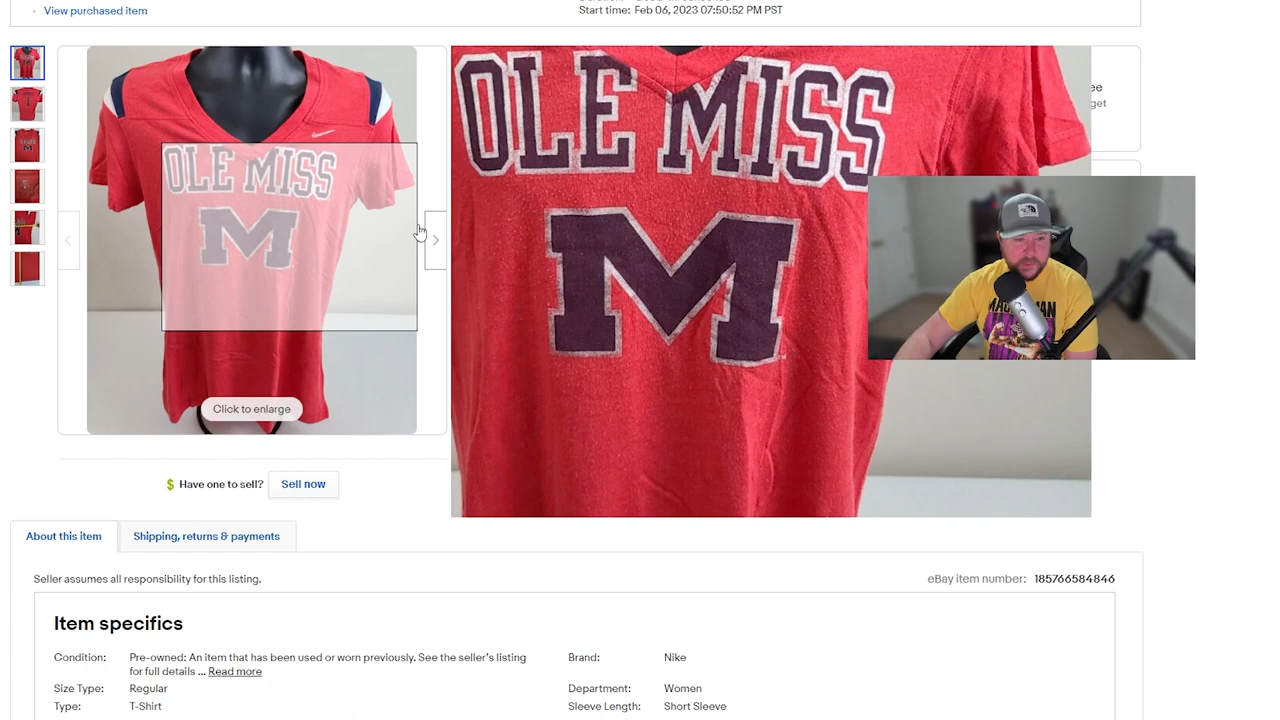 View purchased item
Start time: Feb 06, 2023 07:50:52 PM PST
OLE MISS
M
Click to enlarge
OLE MISS
M
ee
get
Have one to sell? Sell now
About this item
Shipping, returns & payments
Seller assumes all responsibility for this listing.
eBay item number: 185766584846
Item specifics
Condition: Pre-owned: An item that has been used or worn previously. See the seller's listing
for full details ... Read more
Brand: Nike
Size Type: Regular
Department: Women
Type: T-Shirt
Sleeve Length: Short Sleeve